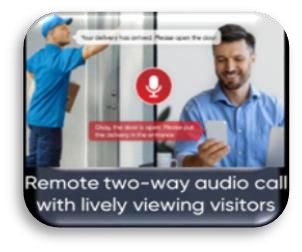 Your delivery has arrived. Please open the door
Okay, the door is open. Please put
the delivery in the entrance
Remote two-way audio call
with lively viewing visitors